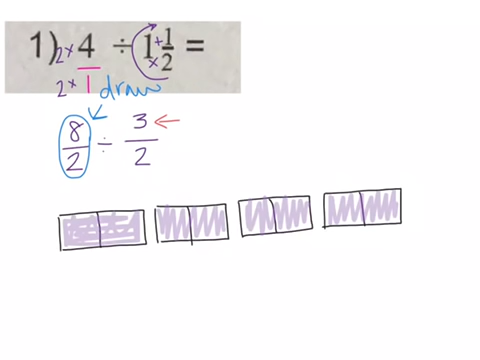 1) 2× 4 ÷ 1 + × 1/2 =
2× 1 draw
8/2 ÷ 3/2